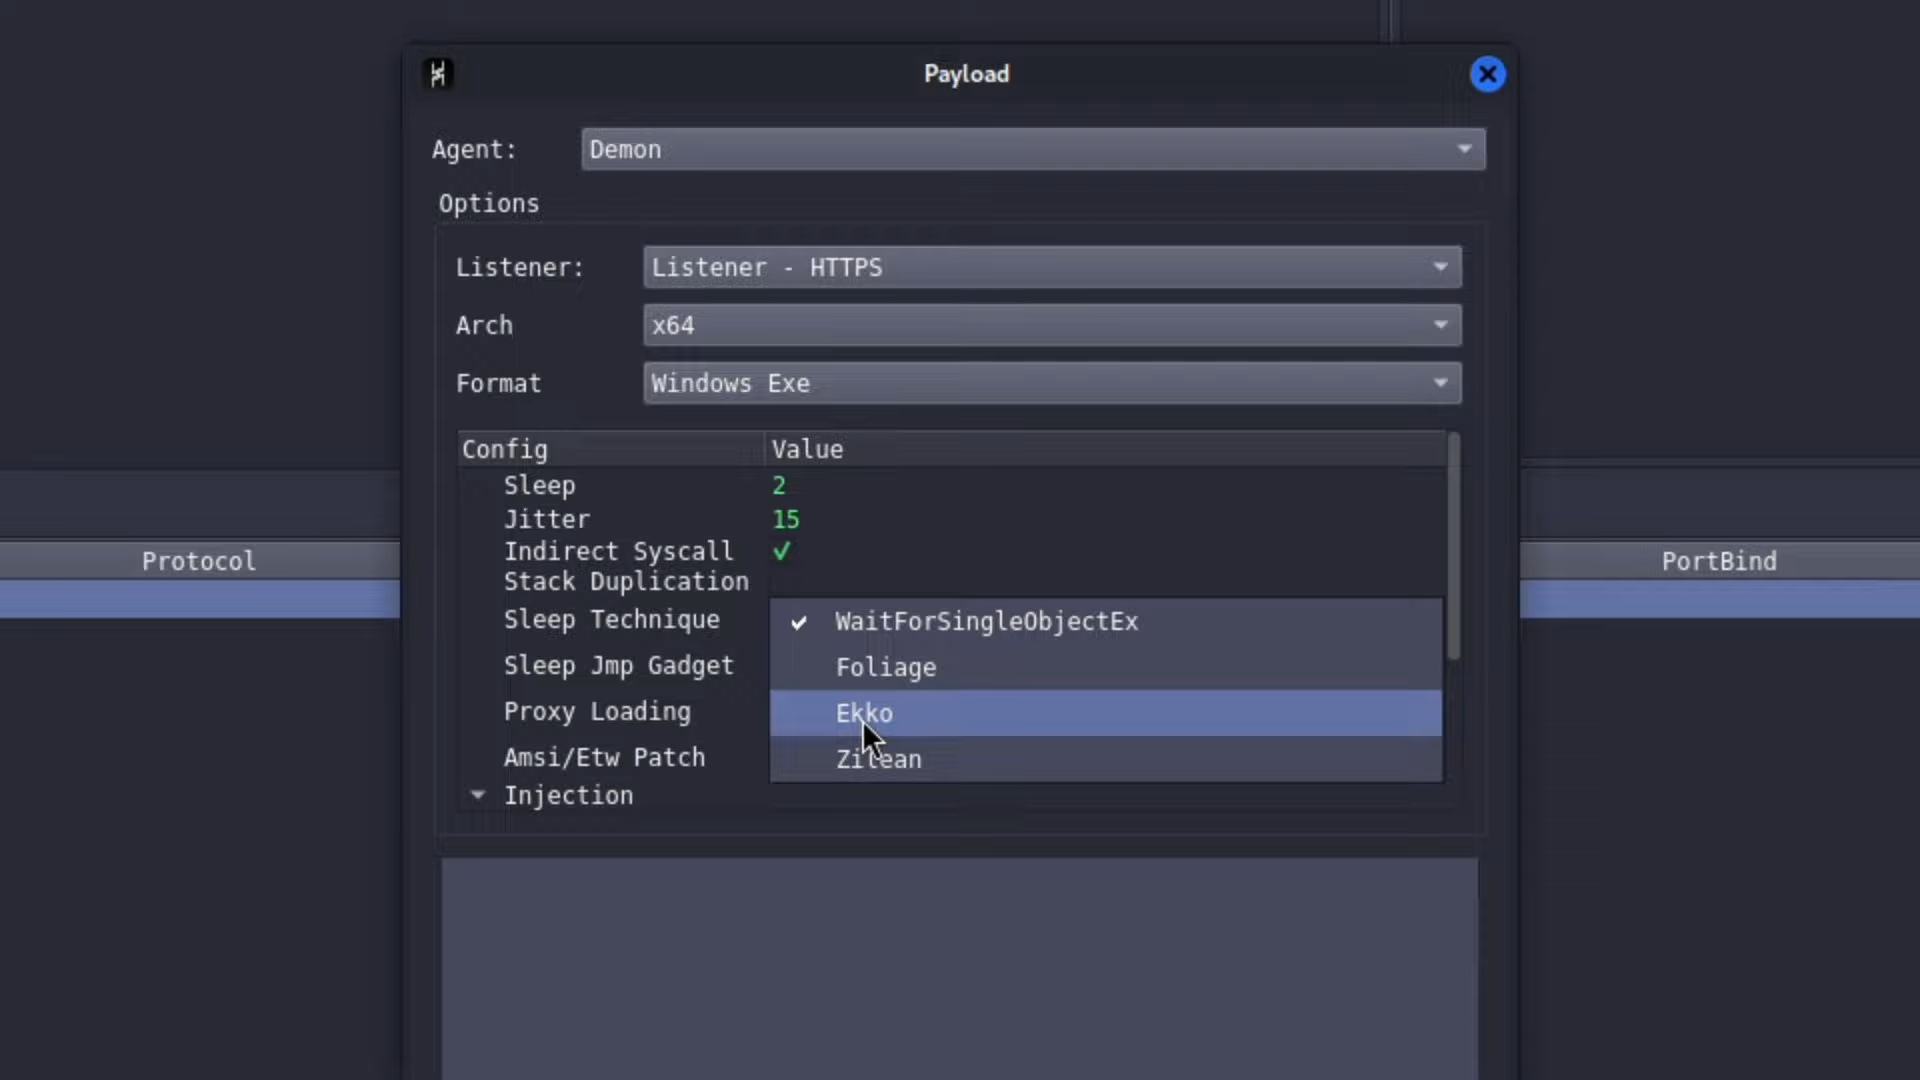 Payload
Agent: Demon
Options
Listener: Listener - HTTPS
Arch x64
Format Windows Exe
Config Value
Sleep 2
Jitter 15
Indirect Syscall ✓
Stack Duplication
Sleep Technique ✓ WaitForSingleObjectEx
Sleep Jmp Gadget Foliage
Proxy Loading Ekko
Amsi/Etw Patch Zilean
Injection
Protocol
PortBind